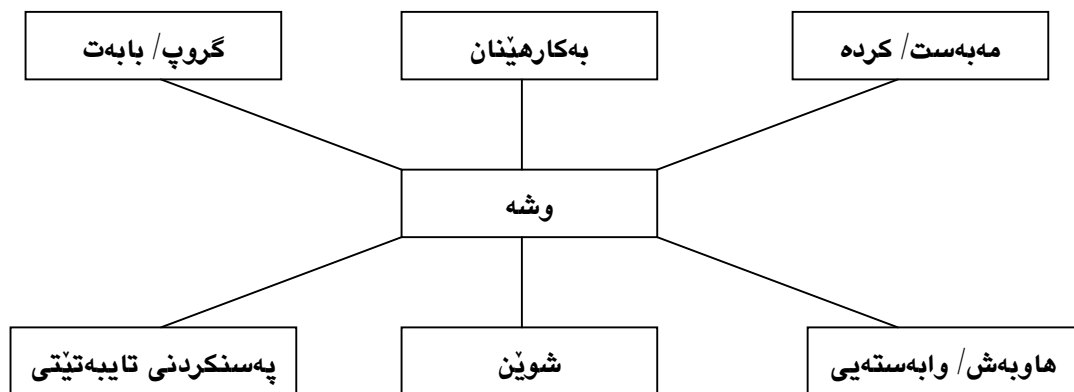 مەبەست/ کردە
بەکارهێنان
گروپ/ بابەت
وشە
هاوبەش/ وابەستەیی
شوێن
پەسنکردنی تایبەتێتی